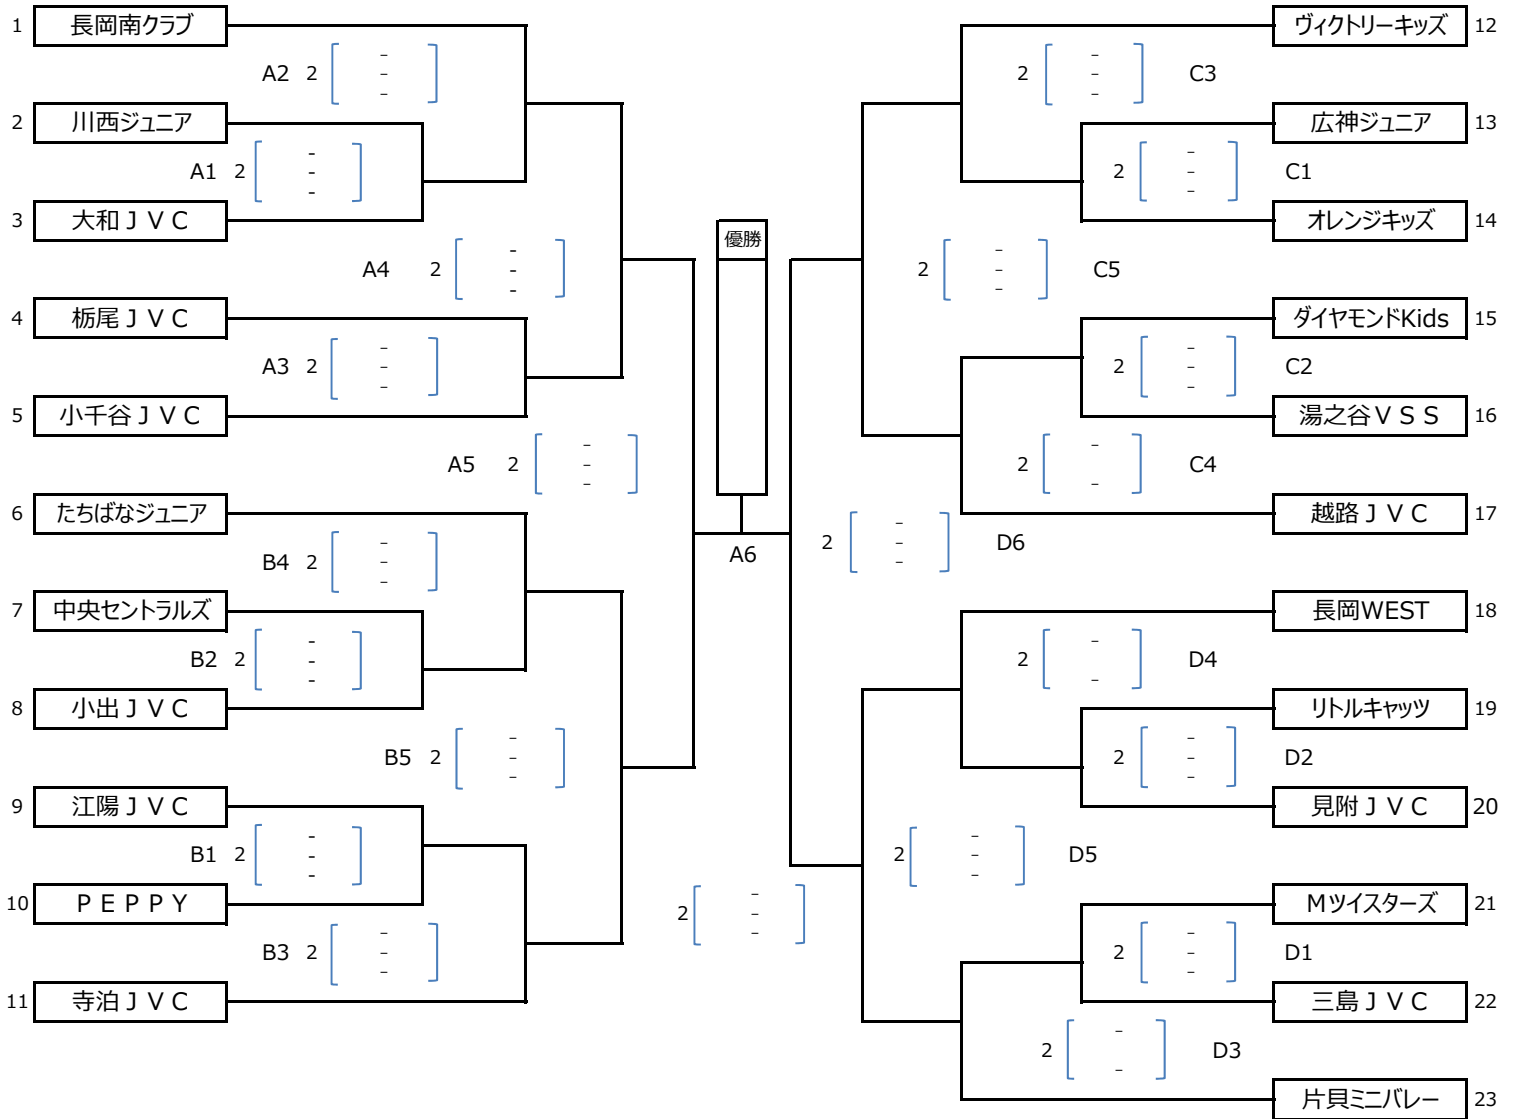 1 長岡南クラブ
A2 2 - - -
2 川西ジュニア
A1 2 - - -
3 大和ＪＶＣ
A4 2 - - -
4 栃尾ＪＶＣ
A3 2 - - -
5 小千谷ＪＶＣ
A5 2 - - -
6 たちばなジュニア
B4 2 - - -
7 中央セントラルズ
B2 2 - - -
8 小出ＪＶＣ
B5 2 - - -
9 江陽ＪＶＣ
B1 2 - - -
10 ＰＥＰＰＹ
B3 2 - - -
11 寺泊ＪＶＣ
優勝
A6
2 - - -
ヴィクトリーキッズ 12
2 - - - C3
広神ジュニア 13
2 - - - C1
オレンジキッズ 14
2 - - - C5
ダイヤモンドKids 15
2 - - - C2
湯之谷ＶＳＳ 16
2 - - C4
越路ＪＶＣ 17
2 - - - D6
長岡WEST 18
2 - - D4
リトルキャッツ 19
2 - - - D2
見附ＪＶＣ 20
2 - - - D5
Mツイスターズ 21
2 - - - D1
三島ＪＶＣ 22
2 - - D3
片貝ミニバレー 23